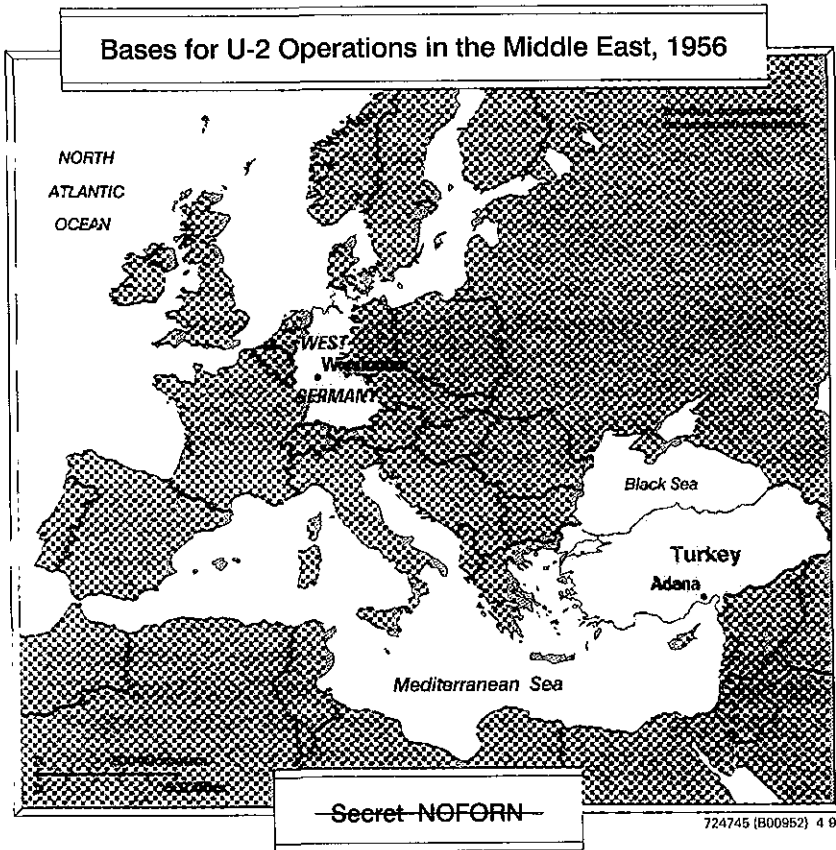 Bases for U-2 Operations in the Middle East, 1956
NORTH
ATLANTIC
OCEAN
WEST
GERMANY
Black Sea
Turkey
Adana
Mediterranean Sea
Secret NOFORN
724745 (B00952) 4 9